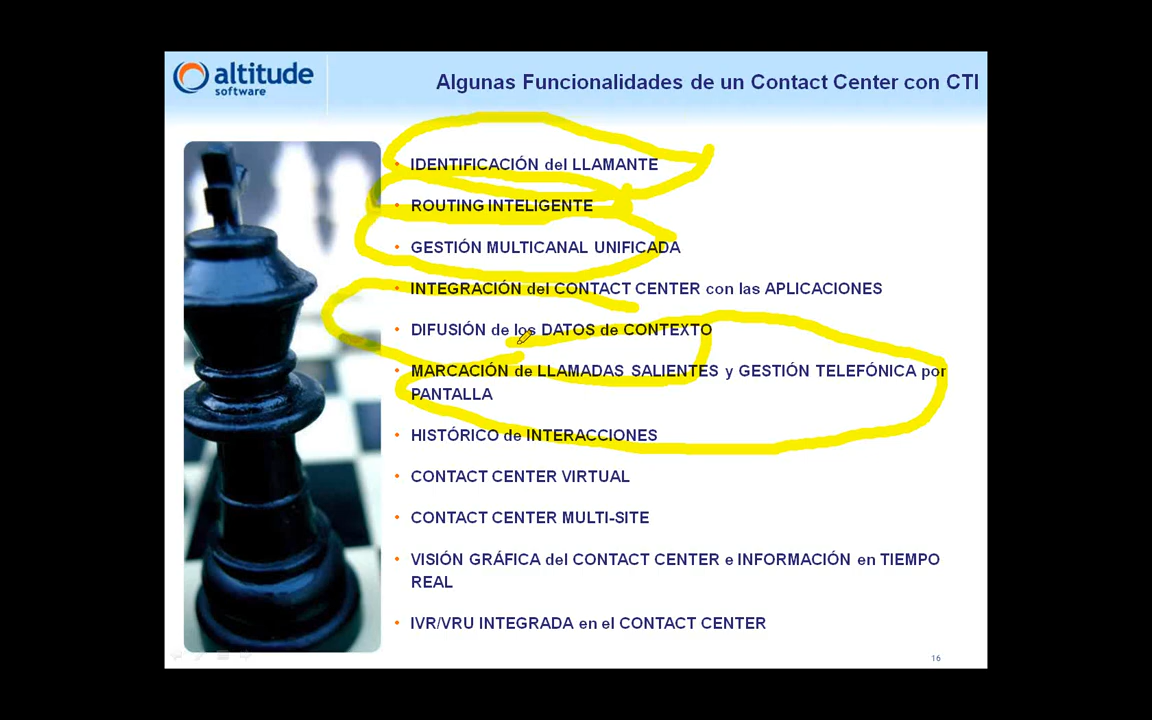 altitude
software
Algunas Funcionalidades de un Contact Center con CTI
• IDENTIFICACIÓN del LLAMANTE
• ROUTING INTELIGENTE
• GESTIÓN MULTICANAL UNIFICADA
• INTEGRACIÓN del CONTACT CENTER con las APLICACIONES
• DIFUSIÓN de los DATOS de CONTEXTO
• MARCACIÓN de LLAMADAS SALIENTES y GESTIÓN TELEFÓNICA por
PANTALLA
• HISTÓRICO de INTERACCIONES
• CONTACT CENTER VIRTUAL
• CONTACT CENTER MULTI-SITE
• VISIÓN GRÁFICA del CONTACT CENTER e INFORMACIÓN en TIEMPO
REAL
• IVR/VRU INTEGRADA en el CONTACT CENTER
16